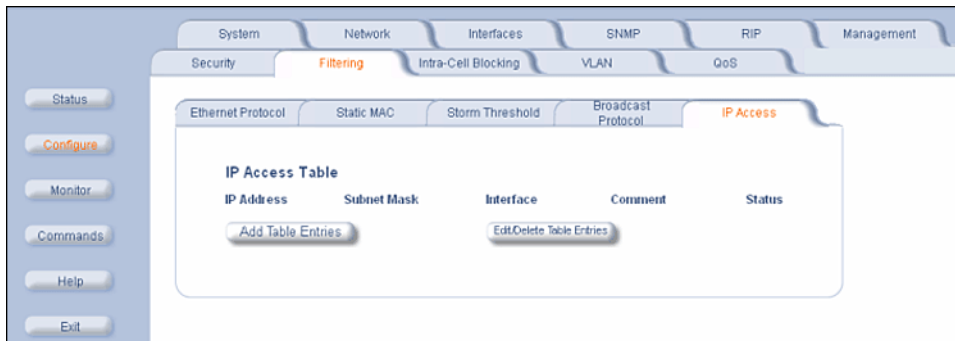 System Network Interfaces SNMP RIP Management
Security Filtering Intra-Cell Blocking VLAN QoS
Status
Configure
Monitor
Commands
Help
Exit
Ethernet Protocol Static MAC Storm Threshold Broadcast Protocol IP Access
IP Access Table
IP Address Subnet Mask Interface Comment Status
Add Table Entries Edit/Delete Table Entries